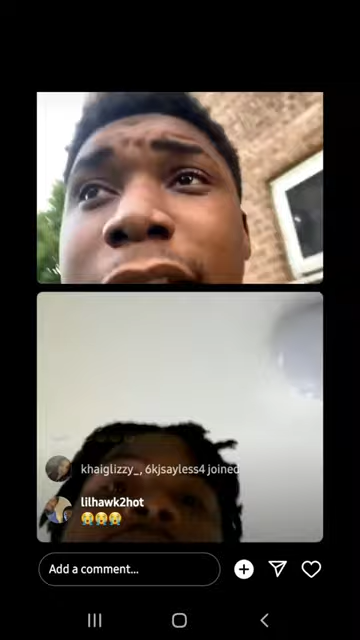 khaiglizzy_, 6kjsayless4 joined
lilhawk2hot
😭😭😭
Add a comment...